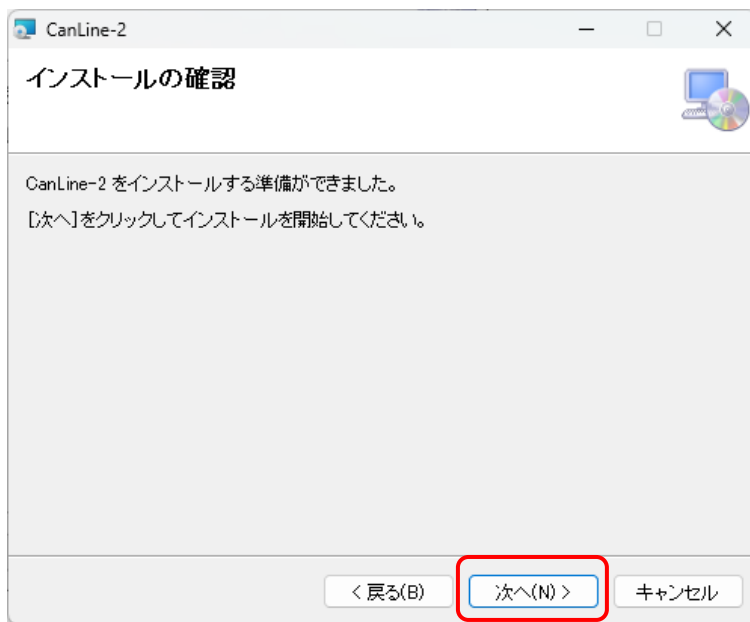 CanLine-2
インストールの確認
CanLine-2 をインストールする準備ができました。
[次へ]をクリックしてインストールを開始してください。
< 戻る(B)
次へ(N) >
キャンセル